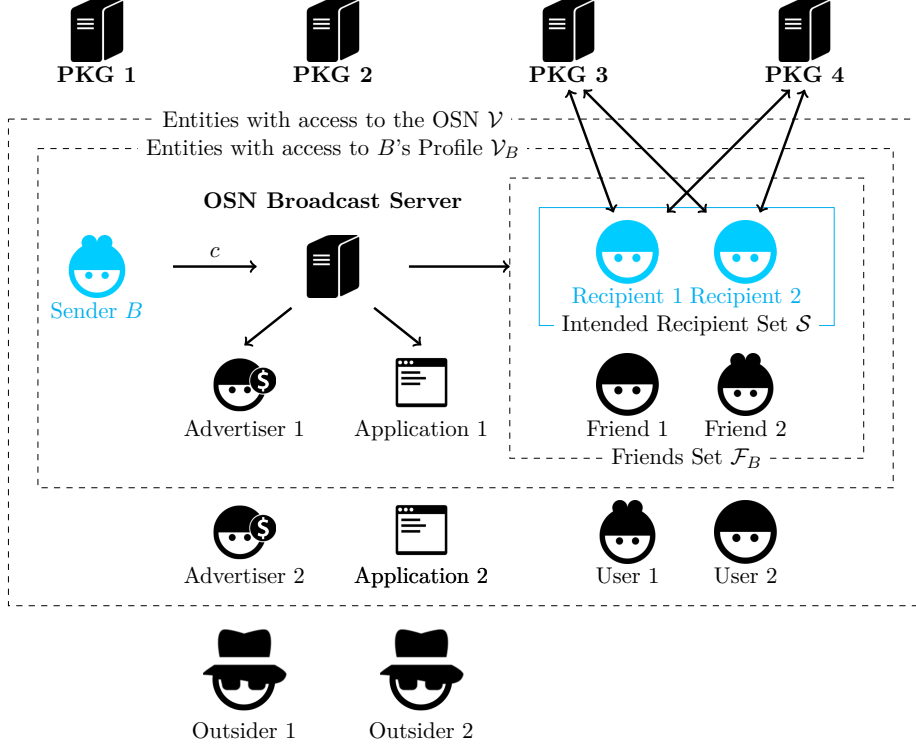 PKG 1 PKG 2 PKG 3 PKG 4
Entities with access to the OSN 𝒱
Entities with access to B's Profile 𝒱_B
OSN Broadcast Server
c
Sender B
Recipient 1 Recipient 2
Intended Recipient Set 𝒮
$
Advertiser 1 Application 1 Friend 1 Friend 2
Friends Set ℱ_B
$
Advertiser 2 Application 2 User 1 User 2
Outsider 1 Outsider 2